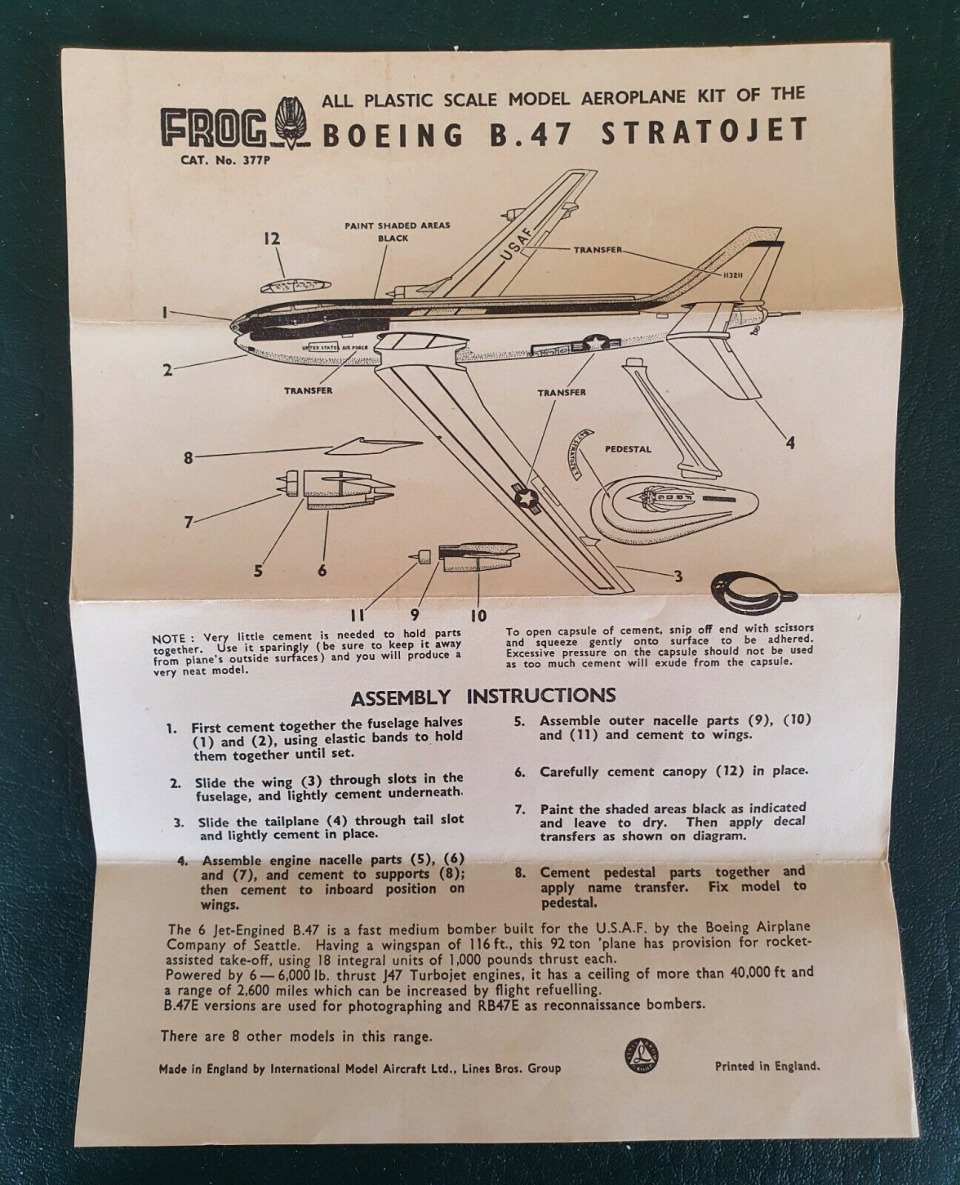 FROG
CAT. No. 377P
ALL PLASTIC SCALE MODEL AEROPLANE KIT OF THE
BOEING B.47 STRATOJET
PAINT SHADED AREAS
BLACK
12
USAF
TRANSFER
113211
1
UNITED STATES AIR FORCE
2
TRANSFER
TRANSFER
4
8
PEDESTAL
FROG
7
5
6
3
11
9
10
NOTE : Very little cement is needed to hold parts
together. Use it sparingly (be sure to keep it away
from plane's outside surfaces) and you will produce a
very neat model.
To open capsule of cement, snip off end with scissors
and squeeze gently onto surface to be adhered.
Excessive pressure on the capsule should not be used
as too much cement will exude from the capsule.
ASSEMBLY INSTRUCTIONS
1. First cement together the fuselage halves
(1) and (2), using elastic bands to hold
them together until set.
2. Slide the wing (3) through slots in the
fuselage, and lightly cement underneath.
3. Slide the tailplane (4) through tail slot
and lightly cement in place.
4. Assemble engine nacelle parts (5), (6)
and (7), and cement to supports (8);
then cement to inboard position on
wings.
5. Assemble outer nacelle parts (9), (10)
and (11) and cement to wings.
6. Carefully cement canopy (12) in place.
7. Paint the shaded areas black as indicated
and leave to dry. Then apply decal
transfers as shown on diagram.
8. Cement pedestal parts together and
apply name transfer. Fix model to
pedestal.
The 6 Jet-Engined B.47 is a fast medium bomber built for the U.S.A.F. by the Boeing Airplane
Company of Seattle. Having a wingspan of 116 ft., this 92 ton 'plane has provision for rocket-
assisted take-off, using 18 integral units of 1,000 pounds thrust each.
Powered by 6 — 6,000 lb. thrust J47 Turbojet engines, it has a ceiling of more than 40,000 ft and
a range of 2,600 miles which can be increased by flight refuelling.
B.47E versions are used for photographing and RB47E as reconnaissance bombers.
There are 8 other models in this range.
Made in England by International Model Aircraft Ltd., Lines Bros. Group
Printed in England.